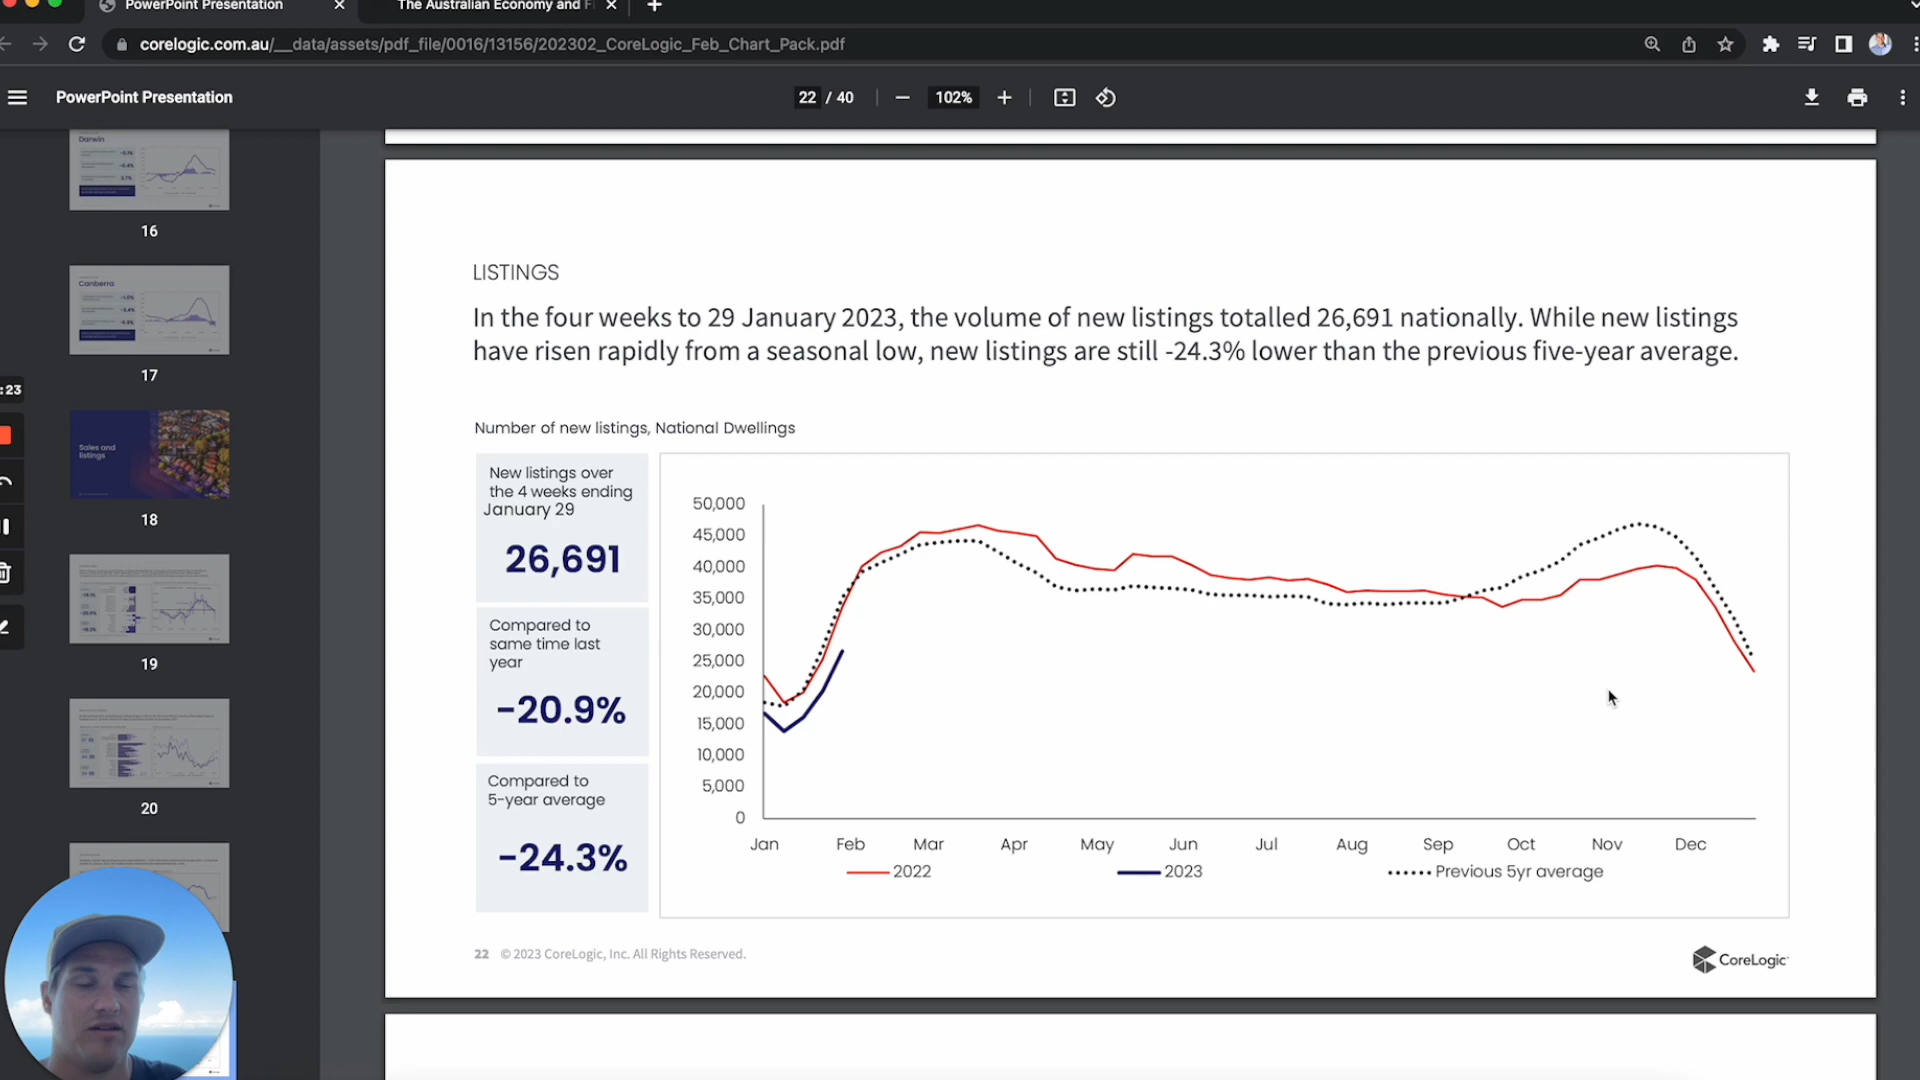 PowerPoint Presentation
The Australian Economy and F
corelogic.com.au/__data/assets/pdf_file/0016/13156/202302_CoreLogic_Feb_Chart_Pack.pdf
PowerPoint Presentation
22 / 40
102%
Darwin
16
Canberra
17
Sales and
listings
18
19
20
:23
LISTINGS
In the four weeks to 29 January 2023, the volume of new listings totalled 26,691 nationally. While new listings
have risen rapidly from a seasonal low, new listings are still -24.3% lower than the previous five-year average.
Number of new listings, National Dwellings
New listings over
the 4 weeks ending
January 29
26,691
Compared to
same time last
year
-20.9%
Compared to
5-year average
-24.3%
50,000
45,000
40,000
35,000
30,000
25,000
20,000
15,000
10,000
5,000
0
Jan Feb Mar Apr May Jun Jul Aug Sep Oct Nov Dec
2022 2023 Previous 5yr average
22 © 2023 CoreLogic, Inc. All Rights Reserved.
CoreLogic